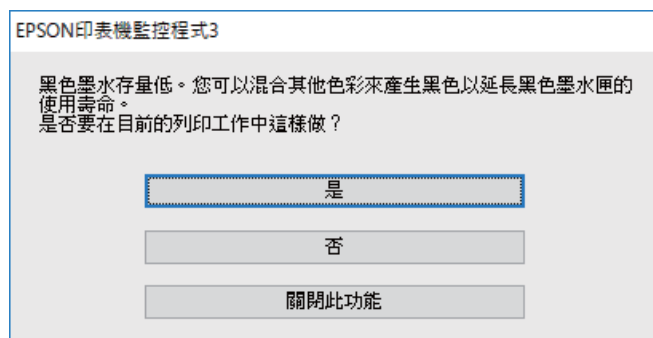 EPSON印表機監控程式3
黑色墨水存量低。您可以混合其他色彩來產生黑色以延長黑色墨水匣的
使用壽命。
是否要在目前的列印工作中這樣做？
是
否
關閉此功能